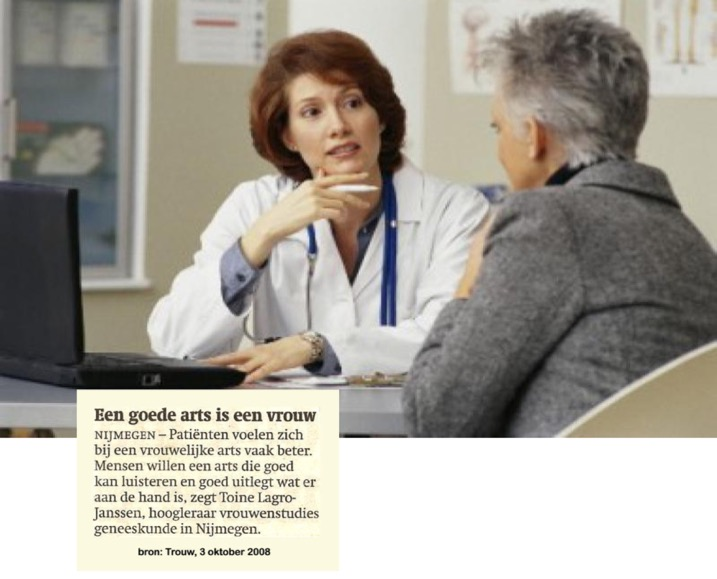 Een goede arts is een vrouw
NIJMEGEN – Patiënten voelen zich
bij een vrouwelijke arts vaak beter.
Mensen willen een arts die goed
kan luisteren en goed uitlegt wat er
aan de hand is, zegt Toine Lagro-
Janssen, hoogleraar vrouwenstudies
geneeskunde in Nijmegen.
bron: Trouw, 3 oktober 2008